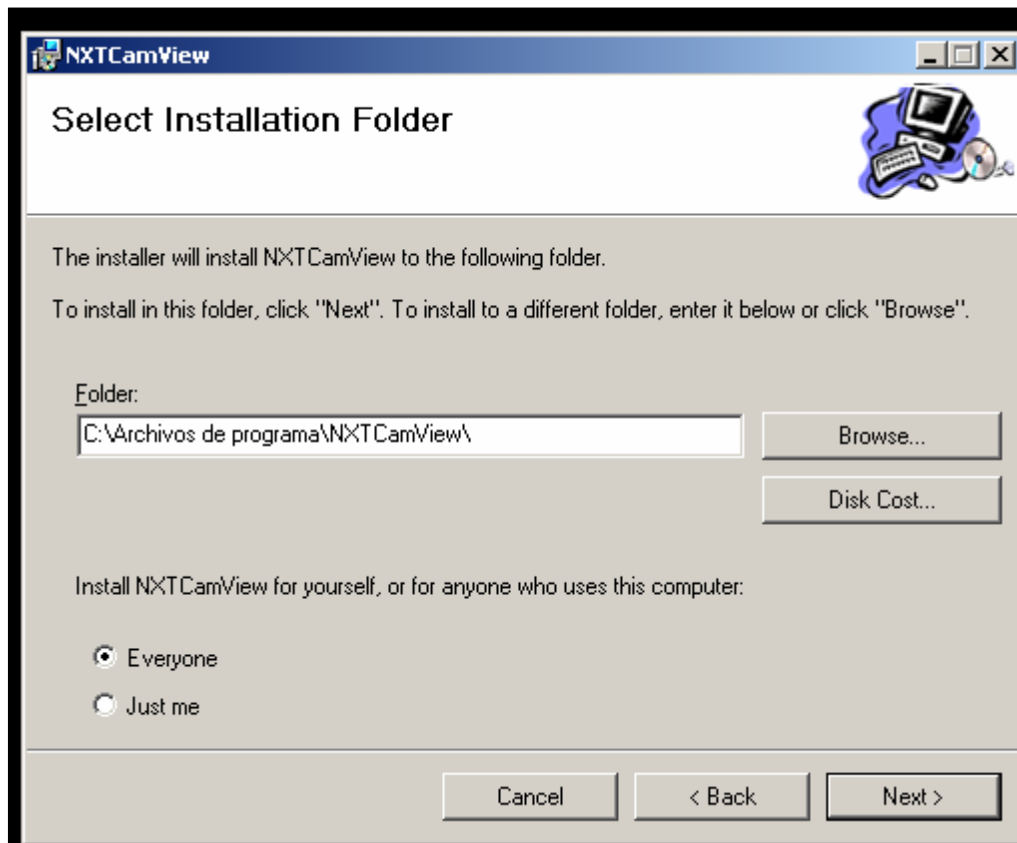 NXTCamView
Select Installation Folder
The installer will install NXTCamView to the following folder.
To install in this folder, click "Next". To install to a different folder, enter it below or click "Browse".
Folder:
C:\Archivos de programa\NXTCamView\
Browse...
Disk Cost...
Install NXTCamView for yourself, or for anyone who uses this computer:
Everyone
Just me
Cancel
< Back
Next >